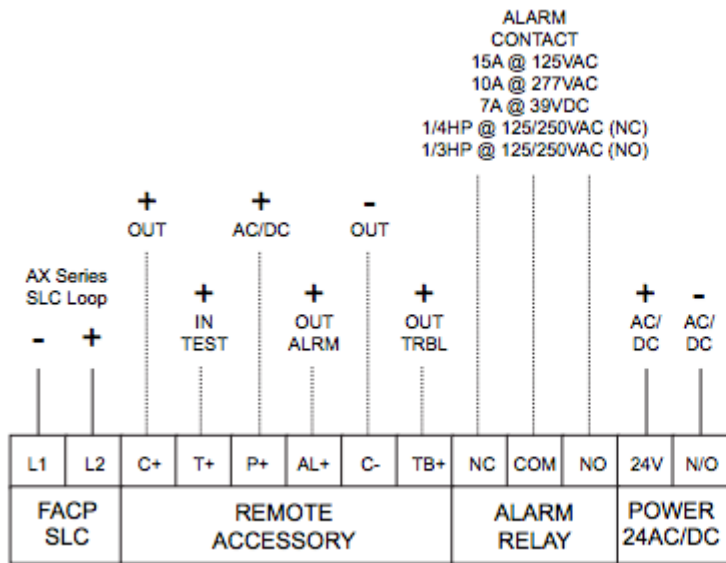 ALARM
CONTACT
15A @ 125VAC
10A @ 277VAC
7A @ 39VDC
1/4HP @ 125/250VAC (NC)
1/3HP @ 125/250VAC (NO)
+ + -
OUT AC/DC OUT
AX Series
SLC Loop
- +
+ + +
IN OUT OUT
TEST ALRM TRBL
+ -
AC/ AC/
DC DC
L1 L2 C+ T+ P+ AL+ C- TB+ NC COM NO 24V N/O
FACP REMOTE ALARM POWER
SLC ACCESSORY RELAY 24AC/DC